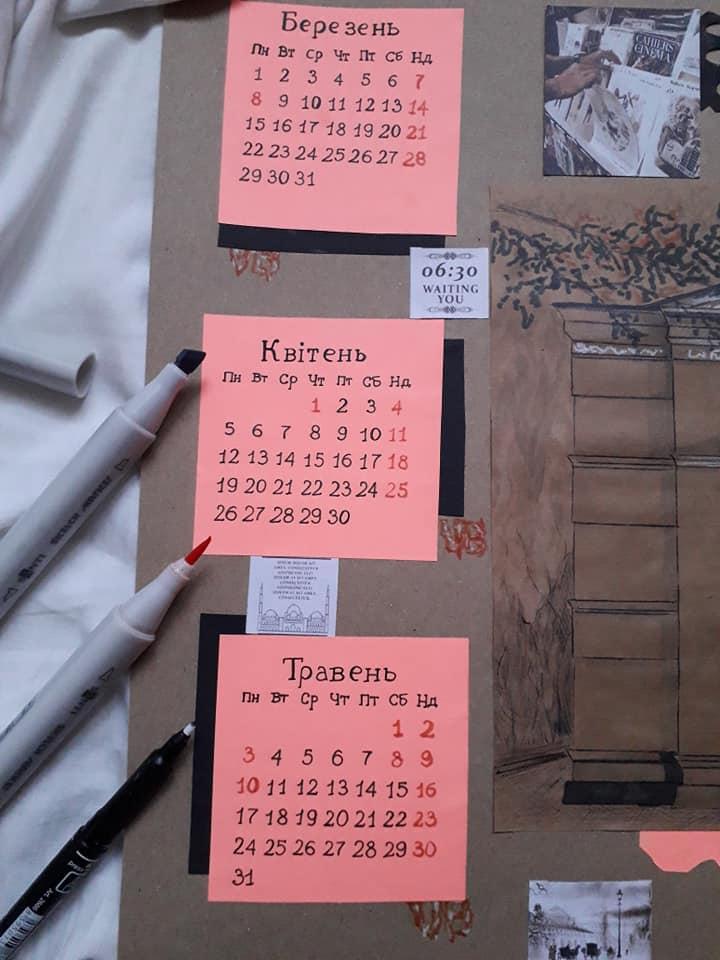 Березень
Пн Вт Ср Чт Пт Сб Нд
1 2 3 4 5 6 7
8 9 10 11 12 13 14
15 16 17 18 19 20 21
22 23 24 25 26 27 28
29 30 31
CAHIERS
CINEMA
06:30
WAITING
YOU
Квітень
Пн Вт Ср Чт Пт Сб Нд
1 2 3 4
5 6 7 8 9 10 11
12 13 14 15 16 17 18
19 20 21 22 23 24 25
26 27 28 29 30
Травень
Пн Вт Ср Чт Пт Сб Нд
1 2
3 4 5 6 7 8 9
10 11 12 13 14 15 16
17 18 19 20 21 22 23
24 25 26 27 28 29 30
31
SKETCH MARKER